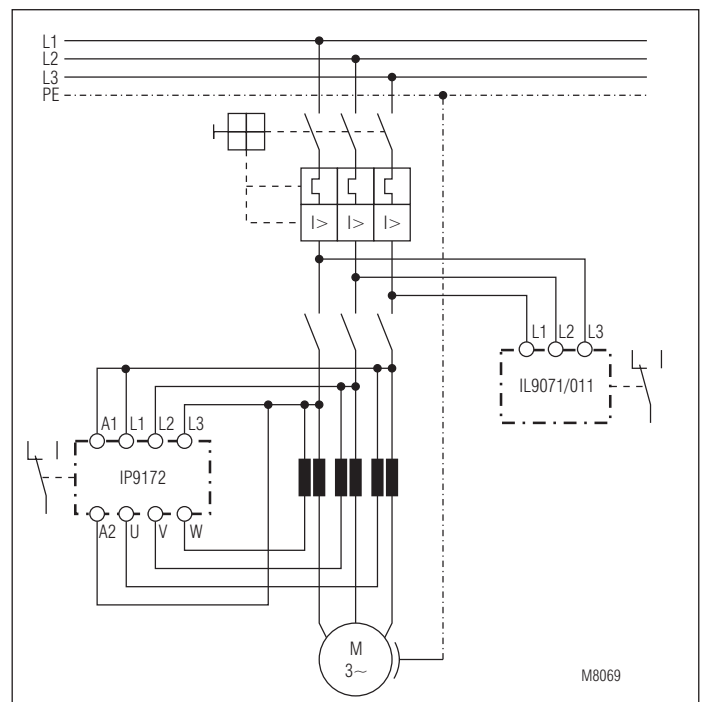 L1
L2
L3
PE
I> I> I>
L1 L2 L3
IL9071/011
A1 L1 L2 L3
IP9172
A2 U V W
M
3~
M8069